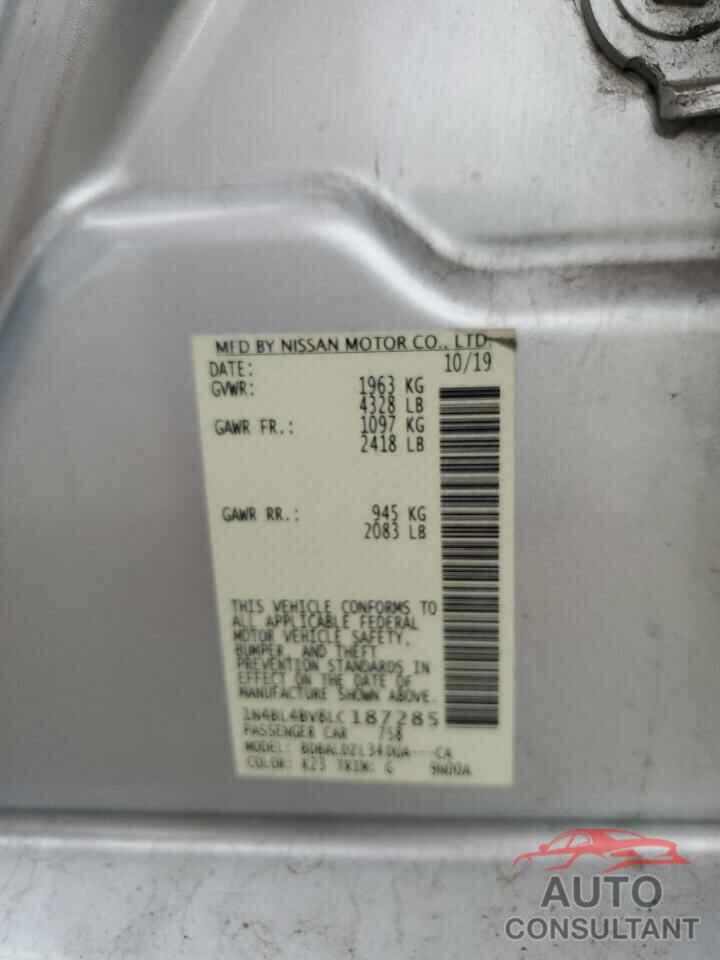 MFD BY NISSAN MOTOR CO., LTD.
DATE: 10/19
GVWR: 1963 KG
4328 LB
GAWR FR.: 1097 KG
2418 LB
GAWR RR.: 945 KG
2083 LB
THIS VEHICLE CONFORMS TO
ALL APPLICABLE FEDERAL
MOTOR VEHICLE SAFETY,
BUMPER, AND THEFT
PREVENTION STANDARDS IN
EFFECT ON THE DATE OF
MANUFACTURE SHOWN ABOVE.
187285
PASSENGER CAR 758
MODEL: CA
COLOR: K23 TRIM: G
AUTO
CONSULTANT